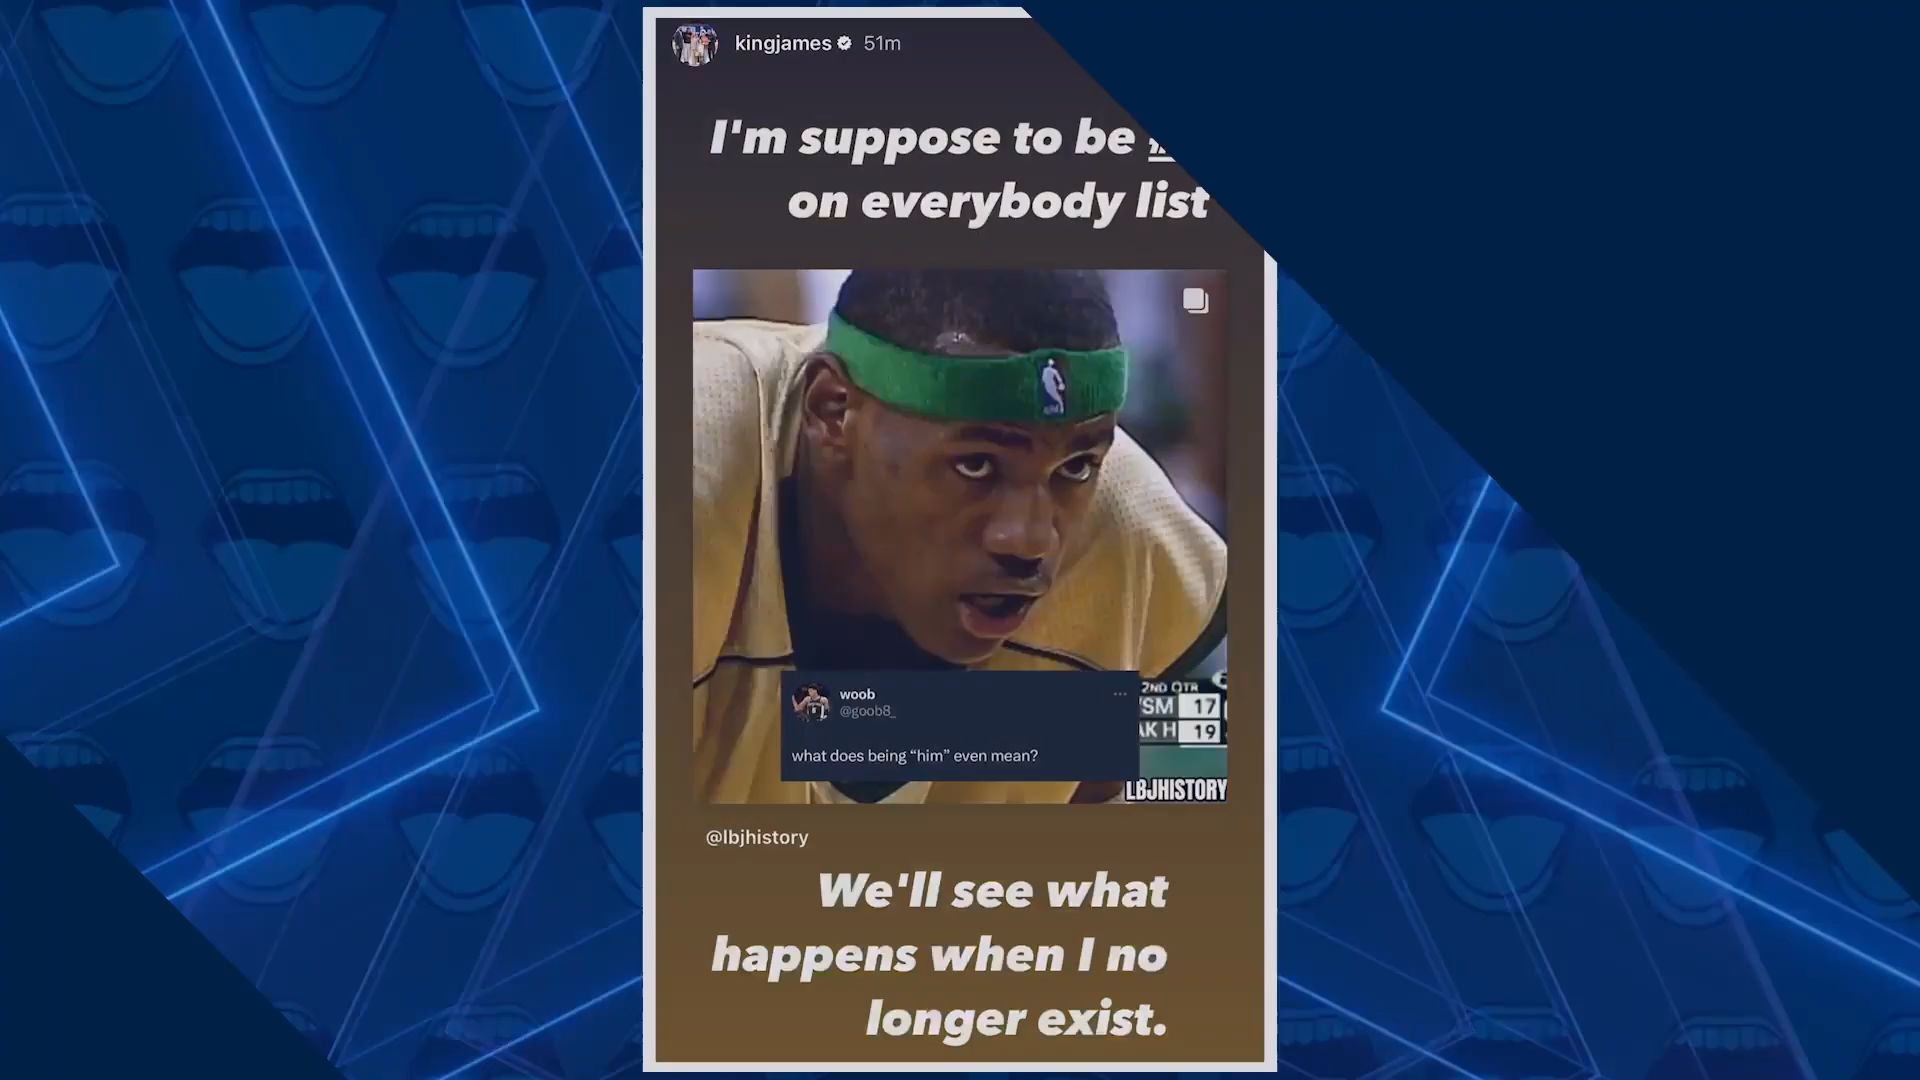 kingjames 51m
I'm suppose to be
on everybody list
woob
@goob8_
what does being “him” even mean?
2ND QTR
17
19
LBJHISTORY
@lbjhistory
We'll see what
happens when I no
longer exist.